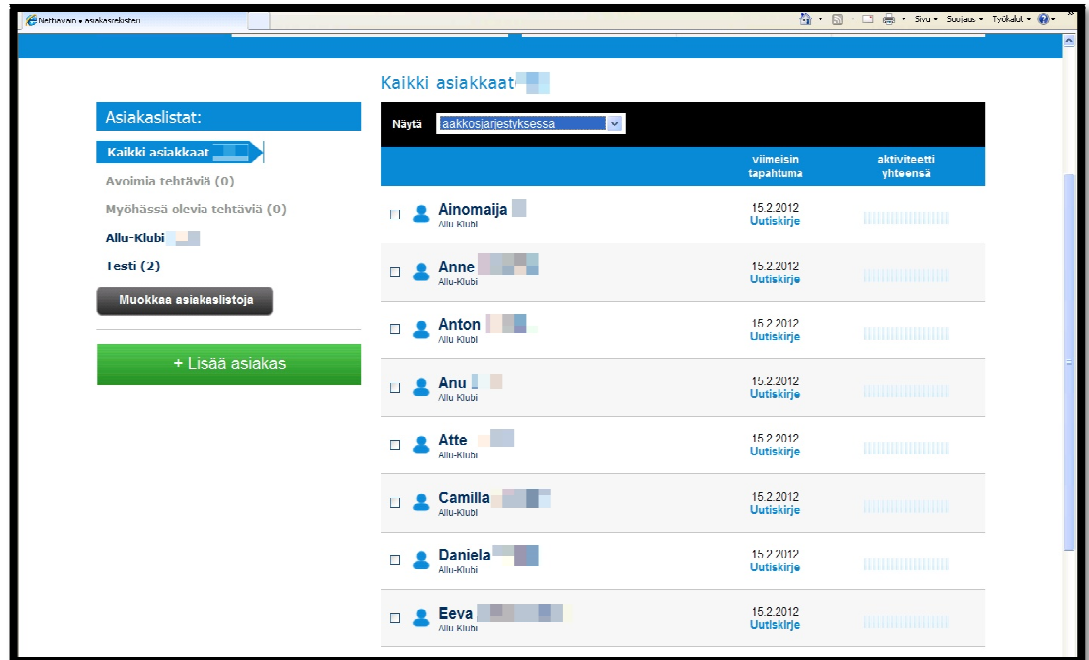 Nettiavain • asiakasrekisteri
Sivu Suojaus Työkalut
Kaikki asiakkaat
Asiakaslistat:
Kaikki asiakkaat
Avoimia tehtäviä (0)
Myöhässä olevia tehtäviä (0)
Allu-Klubi
Testi (2)
Muokkaa asiakaslistoja
+ Lisää asiakas
Näytä aakkosjärjestyksessä
viimeisin tapahtuma
aktiviteetti yhteensä
Ainomaija
Allu-Klubi
15.2.2012
Uutiskirje
Anne
Allu-Klubi
15.2.2012
Uutiskirje
Anton
Allu-Klubi
15.2.2012
Uutiskirje
Anu
Allu-Klubi
15.2.2012
Uutiskirje
Atte
Allu-Klubi
15.2.2012
Uutiskirje
Camilla
Allu-Klubi
15.2.2012
Uutiskirje
Daniela
Allu-Klubi
15.2.2012
Uutiskirje
Eeva
Allu-Klubi
15.2.2012
Uutiskirje